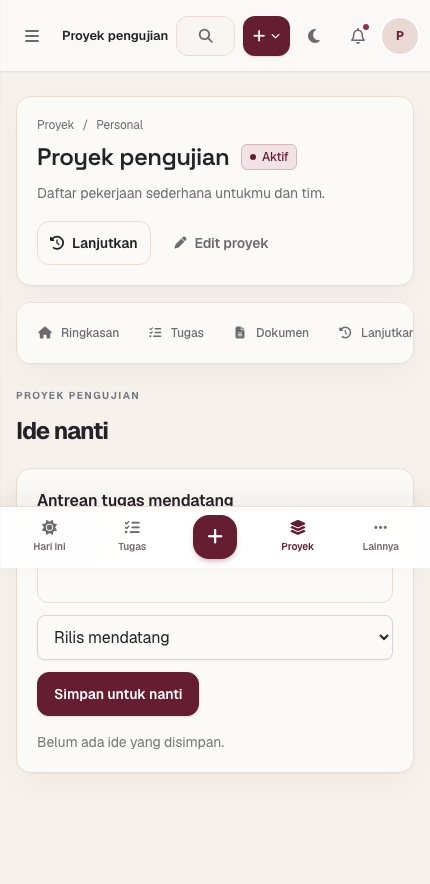 Proyek pengujian
P
Proyek / Personal
Proyek pengujian
Aktif
Daftar pekerjaan sederhana untukmu dan tim.
Lanjutkan
Edit proyek
Ringkasan
Tugas
Dokumen
Lanjutkan
PROYEK PENGUJIAN
Ide nanti
Antrean tugas mendatang
Hari ini
Tugas
Proyek
Lainnya
Rilis mendatang
Simpan untuk nanti
Belum ada ide yang disimpan.